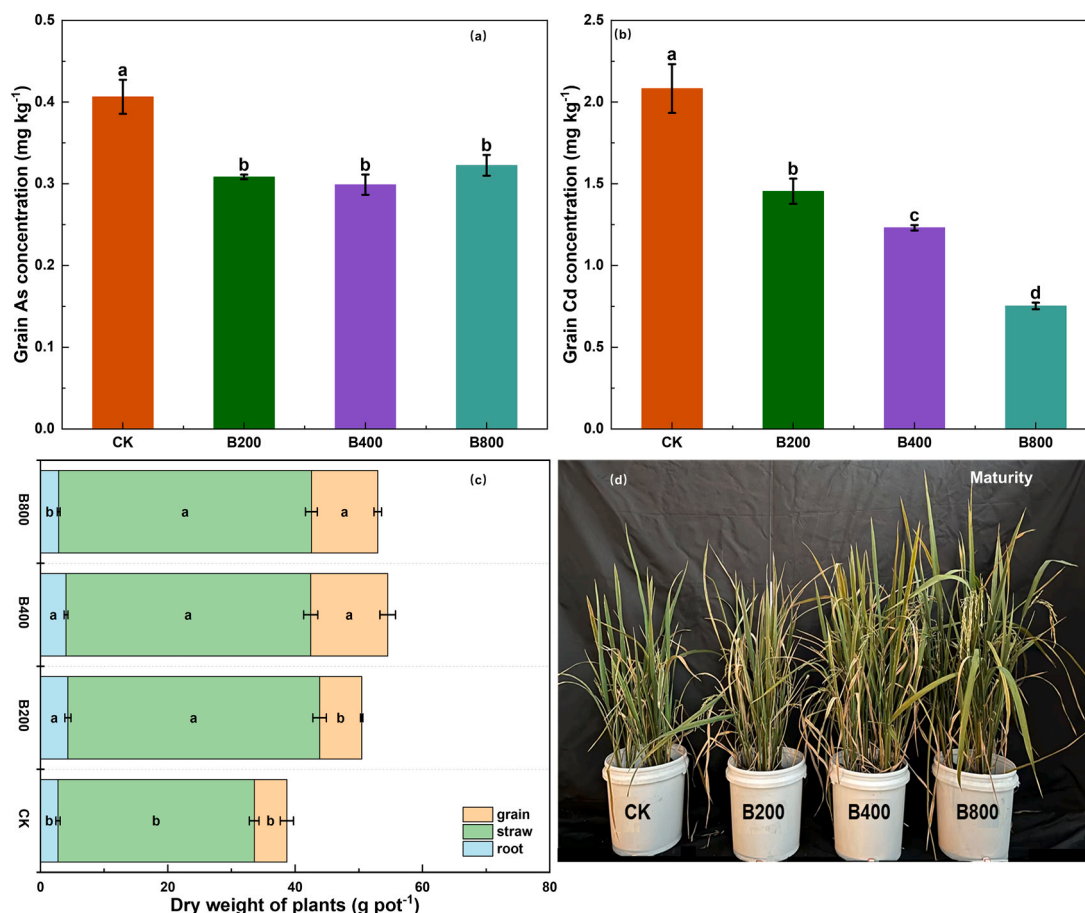 (a)
Grain As concentration (mg kg⁻¹)
0.5
0.4
0.3
0.2
0.1
0.0
a
b
b
b
CK
B200
B400
B800
(b)
Grain Cd concentration (mg kg⁻¹)
2.5
2.0
1.5
1.0
0.5
0.0
a
b
c
d
CK
B200
B400
B800
(c)
B800
b a a
B400
a a a
B200
a a b
CK
b b b
grain
straw
root
0 20 40 60 80
Dry weight of plants (g pot⁻¹)
(d)
Maturity
CK
B200
B400
B800